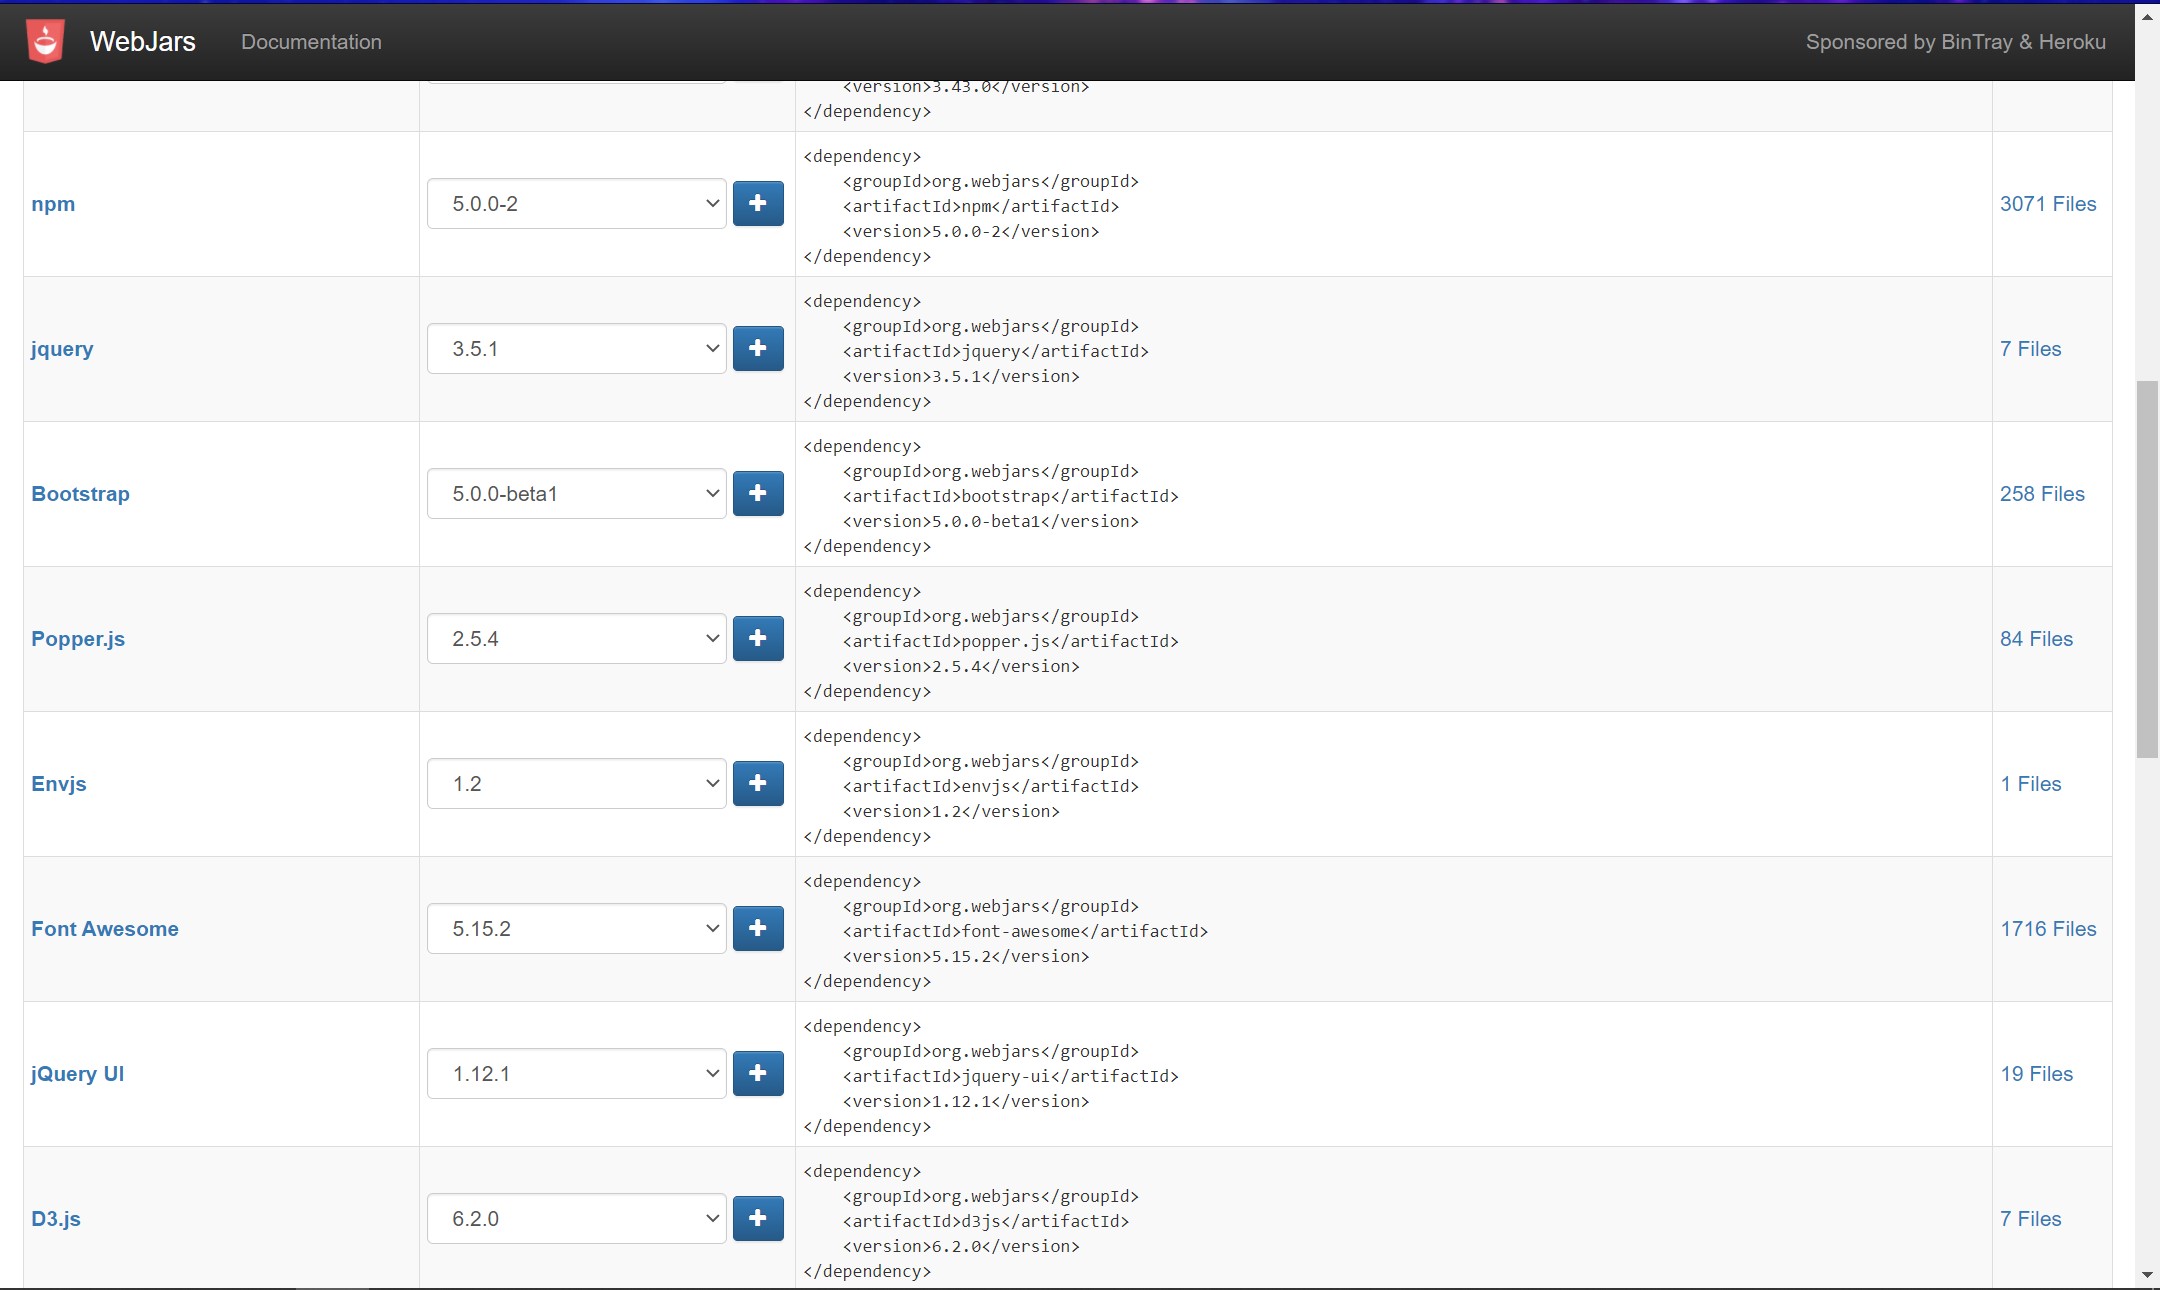 WebJars Documentation Sponsored by BinTray & Heroku
<version>3.43.0</version>
</dependency>
npm
5.0.0-2
<dependency>
<groupId>org.webjars</groupId>
<artifactId>npm</artifactId>
<version>5.0.0-2</version>
</dependency>
3071 Files
jquery
3.5.1
<dependency>
<groupId>org.webjars</groupId>
<artifactId>jquery</artifactId>
<version>3.5.1</version>
</dependency>
7 Files
Bootstrap
5.0.0-beta1
<dependency>
<groupId>org.webjars</groupId>
<artifactId>bootstrap</artifactId>
<version>5.0.0-beta1</version>
</dependency>
258 Files
Popper.js
2.5.4
<dependency>
<groupId>org.webjars</groupId>
<artifactId>popper.js</artifactId>
<version>2.5.4</version>
</dependency>
84 Files
Envjs
1.2
<dependency>
<groupId>org.webjars</groupId>
<artifactId>envjs</artifactId>
<version>1.2</version>
</dependency>
1 Files
Font Awesome
5.15.2
<dependency>
<groupId>org.webjars</groupId>
<artifactId>font-awesome</artifactId>
<version>5.15.2</version>
</dependency>
1716 Files
jQuery UI
1.12.1
<dependency>
<groupId>org.webjars</groupId>
<artifactId>jquery-ui</artifactId>
<version>1.12.1</version>
</dependency>
19 Files
D3.js
6.2.0
<dependency>
<groupId>org.webjars</groupId>
<artifactId>d3js</artifactId>
<version>6.2.0</version>
</dependency>
7 Files